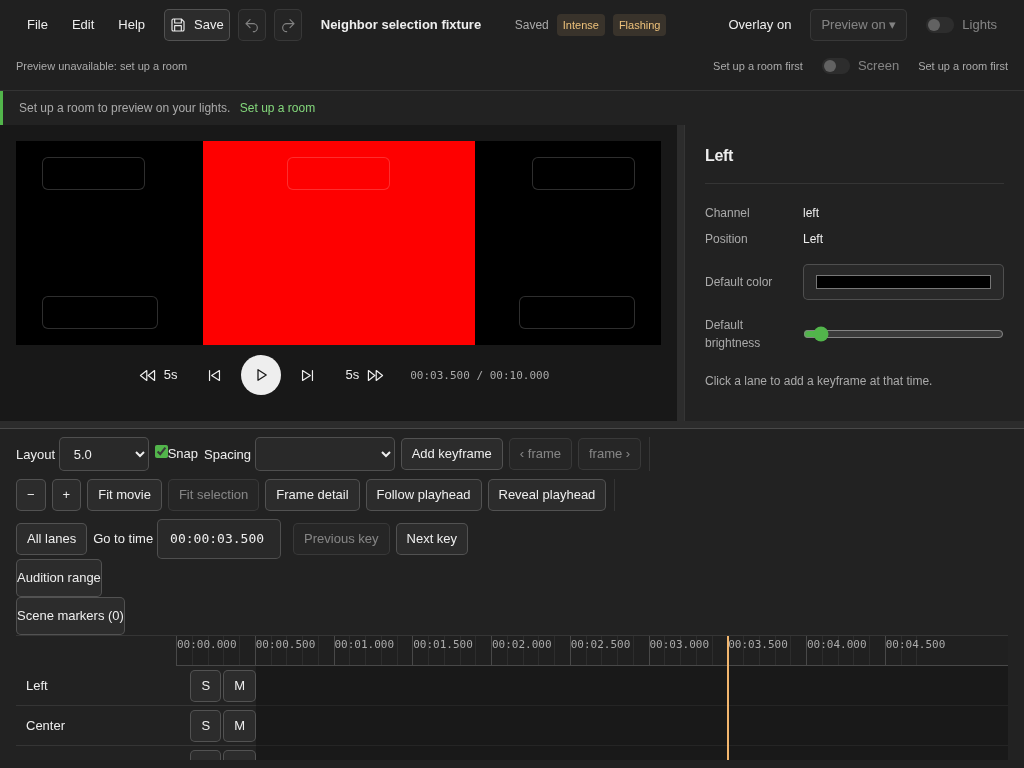 File Edit Help Save Neighbor selection fixture Saved Intense Flashing Overlay on Preview on ▾ Lights
Preview unavailable: set up a room Set up a room first Screen Set up a room first
Set up a room to preview on your lights. Set up a room
Left
Channel left
Position Left
Default color
Default brightness
Click a lane to add a keyframe at that time.
5s 5s 00:03.500 / 00:10.000
Layout 5.0 Snap Spacing Add keyframe ‹ frame frame ›
− + Fit movie Fit selection Frame detail Follow playhead Reveal playhead
All lanes Go to time 00:00:03.500 Previous key Next key
Audition range
Scene markers (0)
00:00.000 00:00.500 00:01.000 00:01.500 00:02.000 00:02.500 00:03.000 00:03.500 00:04.000 00:04.500
Left S M
Center S M